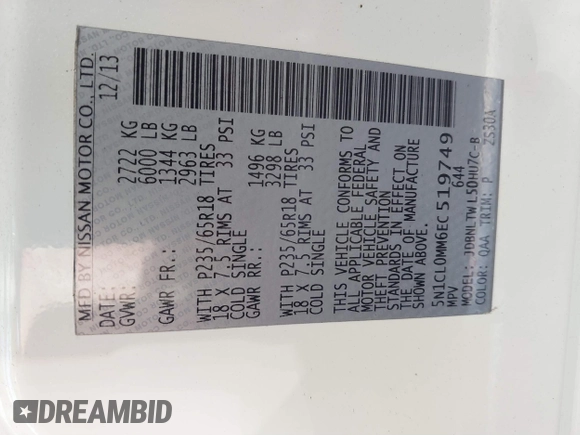 MFD BY NISSAN MOTOR CO., LTD.
DATE: 12/13
GVWR: 2722 KG
6000 LB
GAWR FR.: 1344 KG
2963 LB
WITH P235/65R18 TIRES
18 X 7.5 RIMS AT 33 PSI
COLD SINGLE
GAWR RR.: 1496 KG
3298 LB
WITH P235/65R18 TIRES
18 X 7.5 RIMS AT 33 PSI
COLD SINGLE
THIS VEHICLE CONFORMS TO
ALL APPLICABLE FEDERAL
MOTOR VEHICLE SAFETY AND
THEFT PREVENTION
STANDARDS IN EFFECT ON
THE DATE OF MANUFACTURE
SHOWN ABOVE.
5N1CL0MM6EC519749
MPV 644
MODEL: JDBNLTWL50HU7C-B
COLOR: QAA TRIM: P ZS30A
DREAMBID